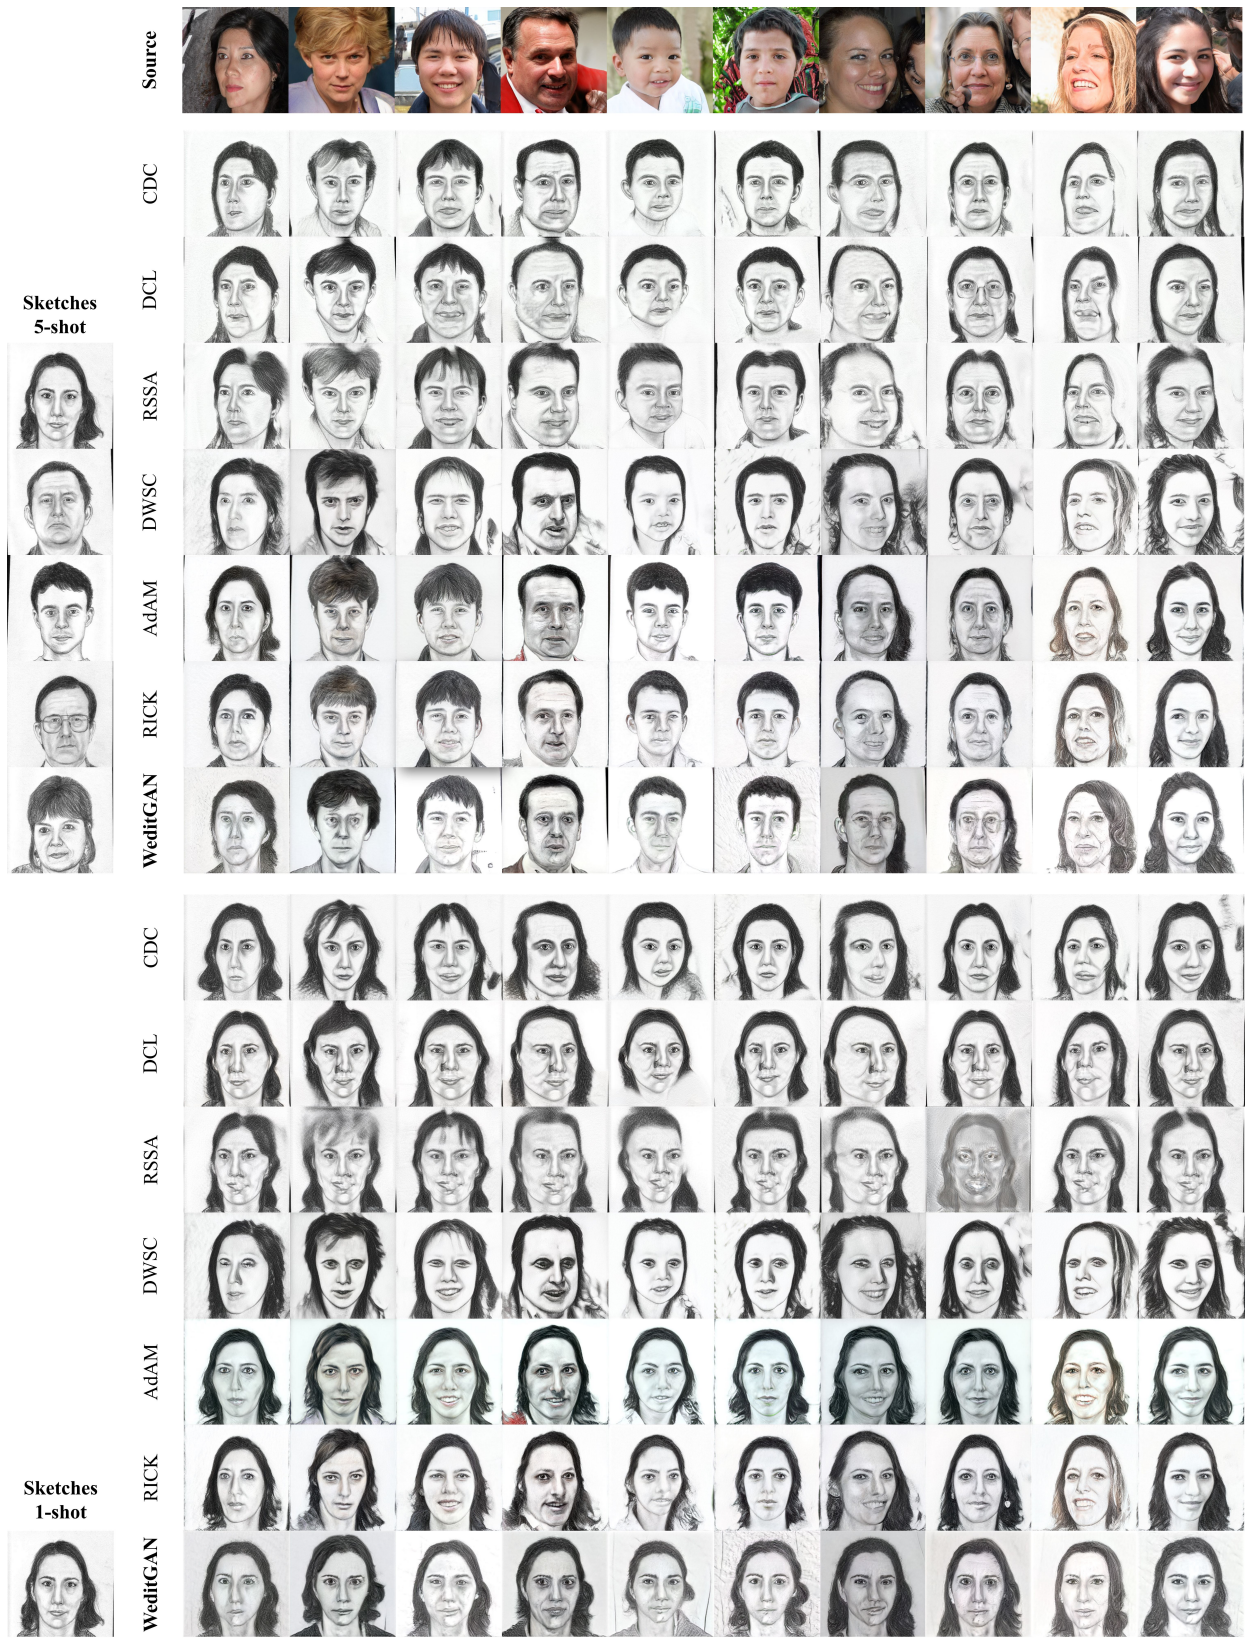 Source
CDC
DCL
Sketches
5-shot
RSSA
DWSC
AdAM
RICK
WeditGAN
CDC
DCL
RSSA
DWSC
AdAM
RICK
Sketches
1-shot
WeditGAN